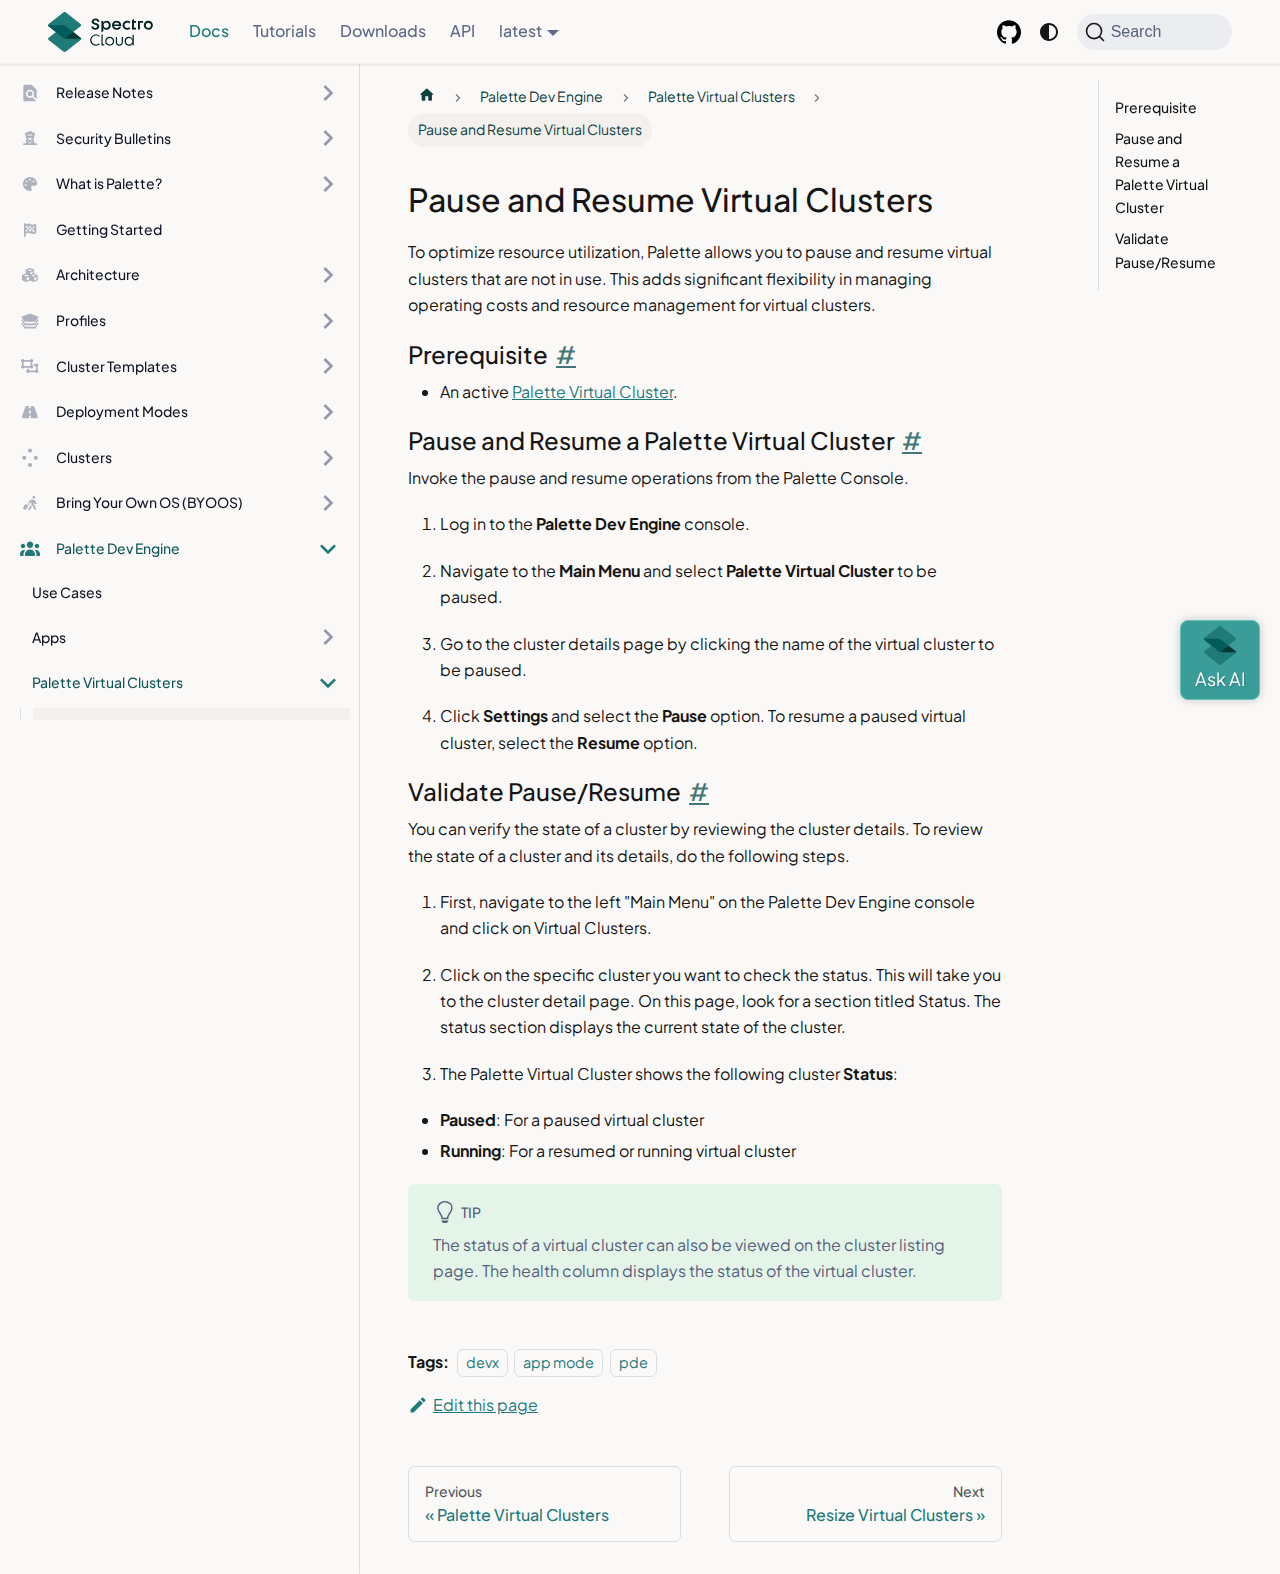 Spectro Cloud
Docs
Tutorials
Downloads
API
latest
Search
Release Notes
Security Bulletins
What is Palette?
Getting Started
Architecture
Profiles
Cluster Templates
Deployment Modes
Clusters
Bring Your Own OS (BYOOS)
Palette Dev Engine
Use Cases
Apps
Palette Virtual Clusters
Palette Dev Engine
Palette Virtual Clusters
Pause and Resume Virtual Clusters
Pause and Resume Virtual Clusters
To optimize resource utilization, Palette allows you to pause and resume virtual
clusters that are not in use. This adds significant flexibility in managing
operating costs and resource management for virtual clusters.
Prerequisite #
An active Palette Virtual Cluster.
Pause and Resume a Palette Virtual Cluster #
Invoke the pause and resume operations from the Palette Console.
1. Log in to the Palette Dev Engine console.
2. Navigate to the Main Menu and select Palette Virtual Cluster to be
paused.
3. Go to the cluster details page by clicking the name of the virtual cluster to
be paused.
4. Click Settings and select the Pause option. To resume a paused virtual
cluster, select the Resume option.
Validate Pause/Resume #
You can verify the state of a cluster by reviewing the cluster details. To review
the state of a cluster and its details, do the following steps.
1. First, navigate to the left "Main Menu" on the Palette Dev Engine console
and click on Virtual Clusters.
2. Click on the specific cluster you want to check the status. This will take you
to the cluster detail page. On this page, look for a section titled Status. The
status section displays the current state of the cluster.
3. The Palette Virtual Cluster shows the following cluster Status:
Paused: For a paused virtual cluster
Running: For a resumed or running virtual cluster
TIP
The status of a virtual cluster can also be viewed on the cluster listing
page. The health column displays the status of the virtual cluster.
Tags: devx app mode pde
Edit this page
Previous
« Palette Virtual Clusters
Next
Resize Virtual Clusters »
Prerequisite
Pause and
Resume a
Palette Virtual
Cluster
Validate
Pause/Resume
Ask AI